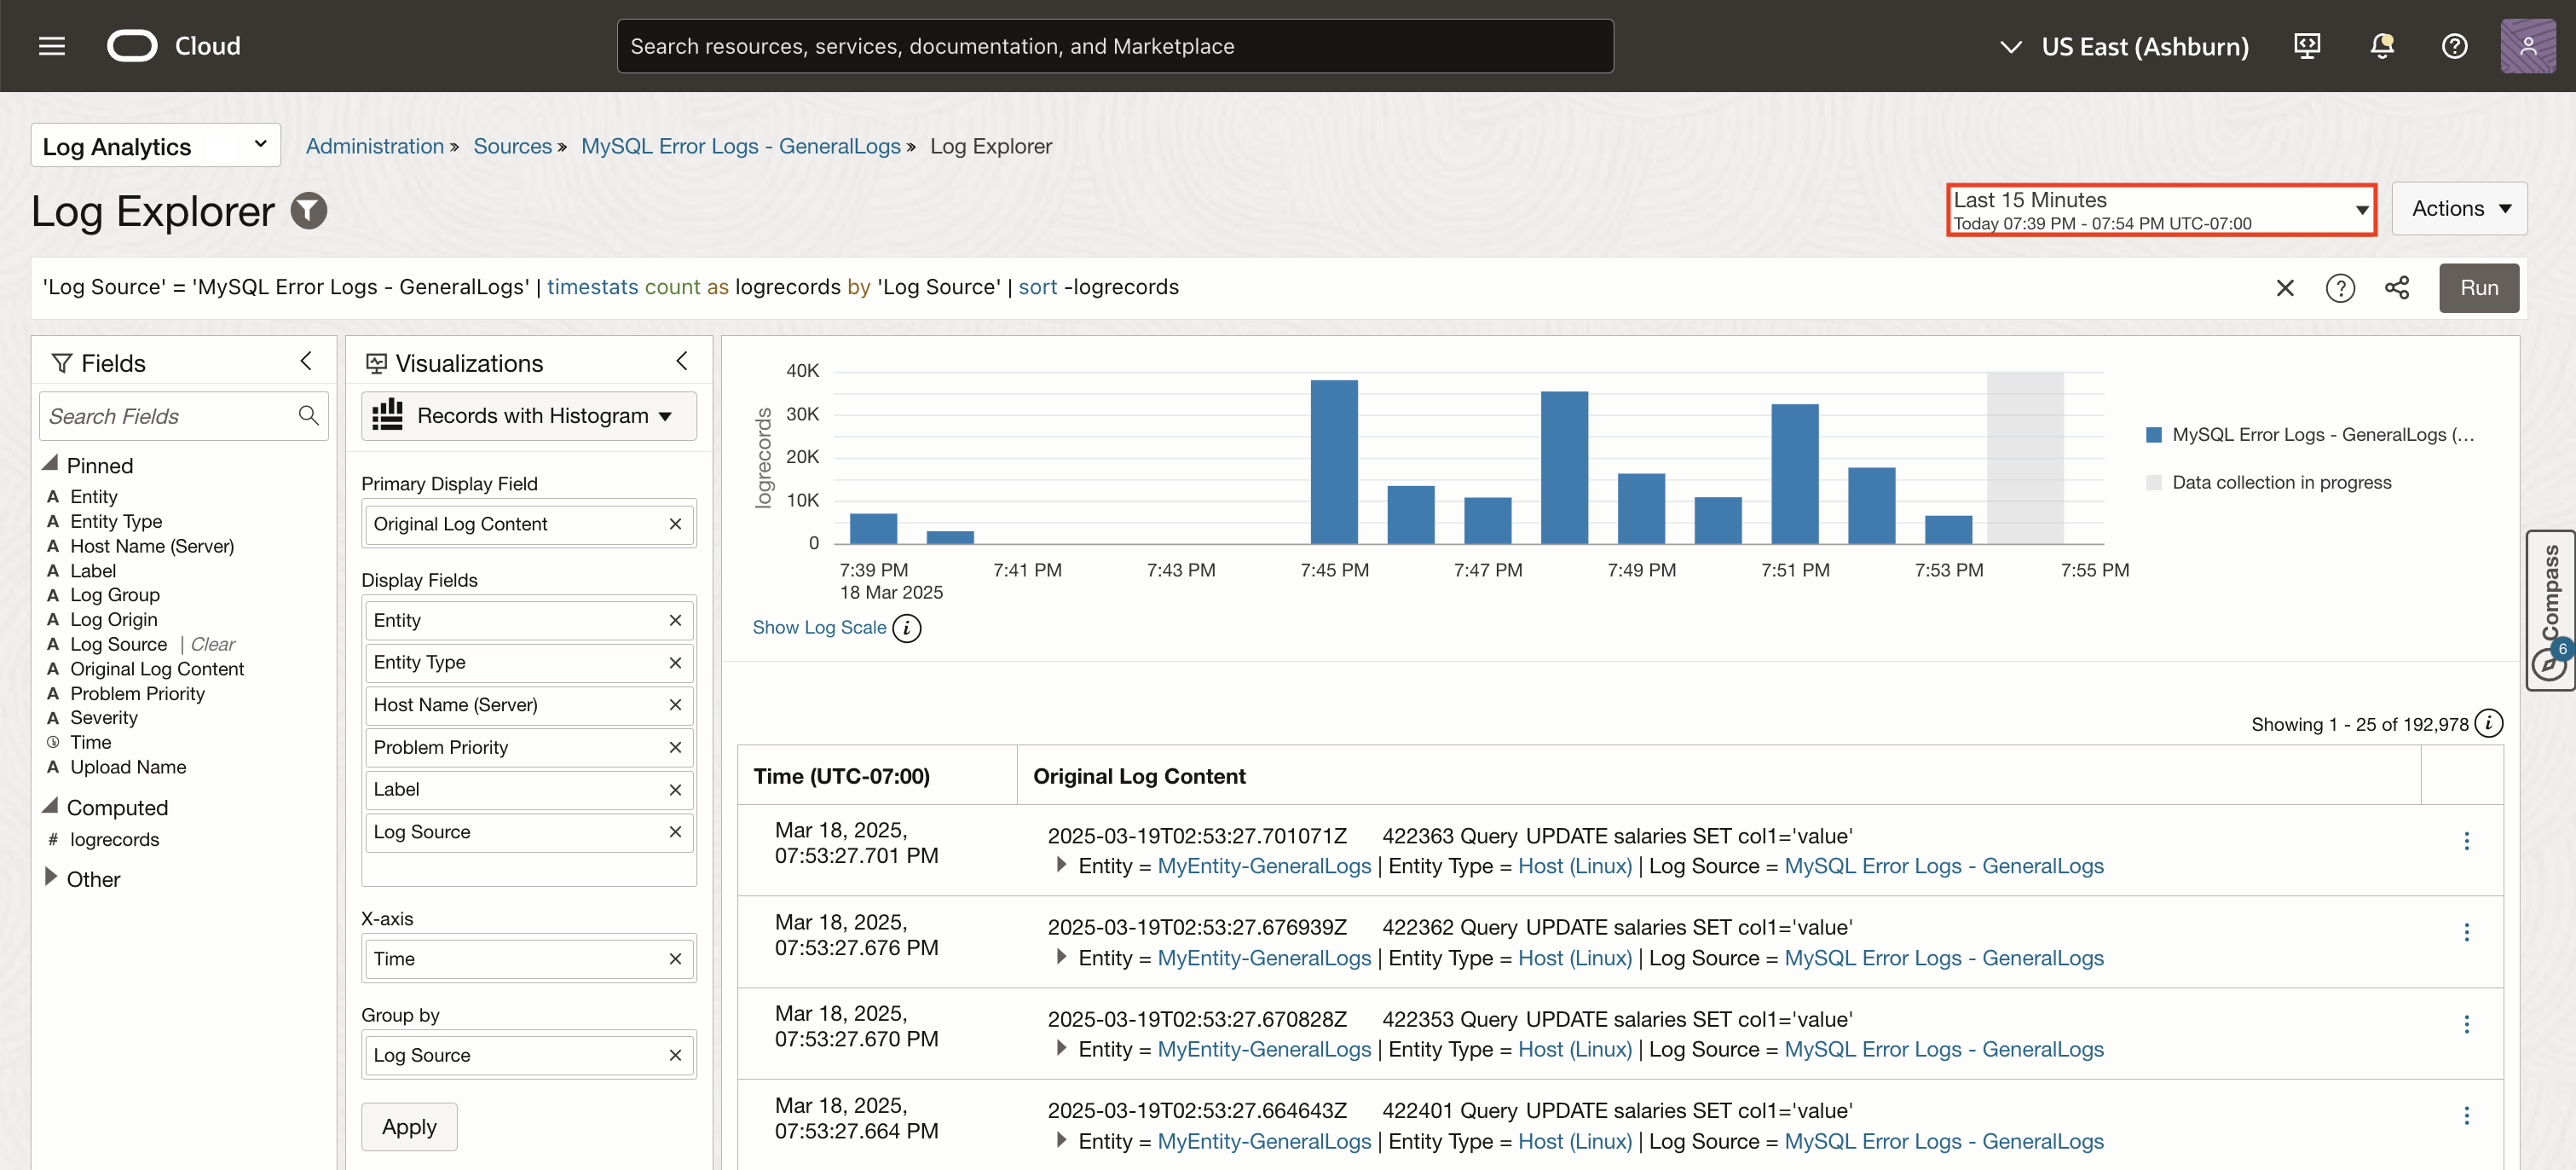 Cloud
Search resources, services, documentation, and Marketplace
US East (Ashburn)
Log Analytics
Administration » Sources » MySQL Error Logs - GeneralLogs » Log Explorer
Log Explorer
Last 15 Minutes
Today 07:39 PM - 07:54 PM UTC-07:00
Actions
'Log Source' = 'MySQL Error Logs - GeneralLogs' | timestats count as logrecords by 'Log Source' | sort -logrecords
Run
Fields
Search Fields
Pinned
A Entity
A Entity Type
A Host Name (Server)
A Label
A Log Group
A Log Origin
A Log Source | Clear
A Original Log Content
A Problem Priority
A Severity
Time
A Upload Name
Computed
# logrecords
Other
Visualizations
Records with Histogram
Primary Display Field
Original Log Content
Display Fields
Entity
Entity Type
Host Name (Server)
Problem Priority
Label
Log Source
X-axis
Time
Group by
Log Source
Apply
logrecords
40K
30K
20K
10K
0
7:39 PM 7:41 PM 7:43 PM 7:45 PM 7:47 PM 7:49 PM 7:51 PM 7:53 PM 7:55 PM
18 Mar 2025
MySQL Error Logs - GeneralLogs (...
Data collection in progress
Show Log Scale
Compass
6
Showing 1 - 25 of 192,978
Time (UTC-07:00) Original Log Content
Mar 18, 2025,
07:53:27.701 PM
2025-03-19T02:53:27.701071Z 422363 Query UPDATE salaries SET col1='value'
Entity = MyEntity-GeneralLogs | Entity Type = Host (Linux) | Log Source = MySQL Error Logs - GeneralLogs
Mar 18, 2025,
07:53:27.676 PM
2025-03-19T02:53:27.676939Z 422362 Query UPDATE salaries SET col1='value'
Entity = MyEntity-GeneralLogs | Entity Type = Host (Linux) | Log Source = MySQL Error Logs - GeneralLogs
Mar 18, 2025,
07:53:27.670 PM
2025-03-19T02:53:27.670828Z 422353 Query UPDATE salaries SET col1='value'
Entity = MyEntity-GeneralLogs | Entity Type = Host (Linux) | Log Source = MySQL Error Logs - GeneralLogs
Mar 18, 2025,
07:53:27.664 PM
2025-03-19T02:53:27.664643Z 422401 Query UPDATE salaries SET col1='value'
Entity = MyEntity-GeneralLogs | Entity Type = Host (Linux) | Log Source = MySQL Error Logs - GeneralLogs